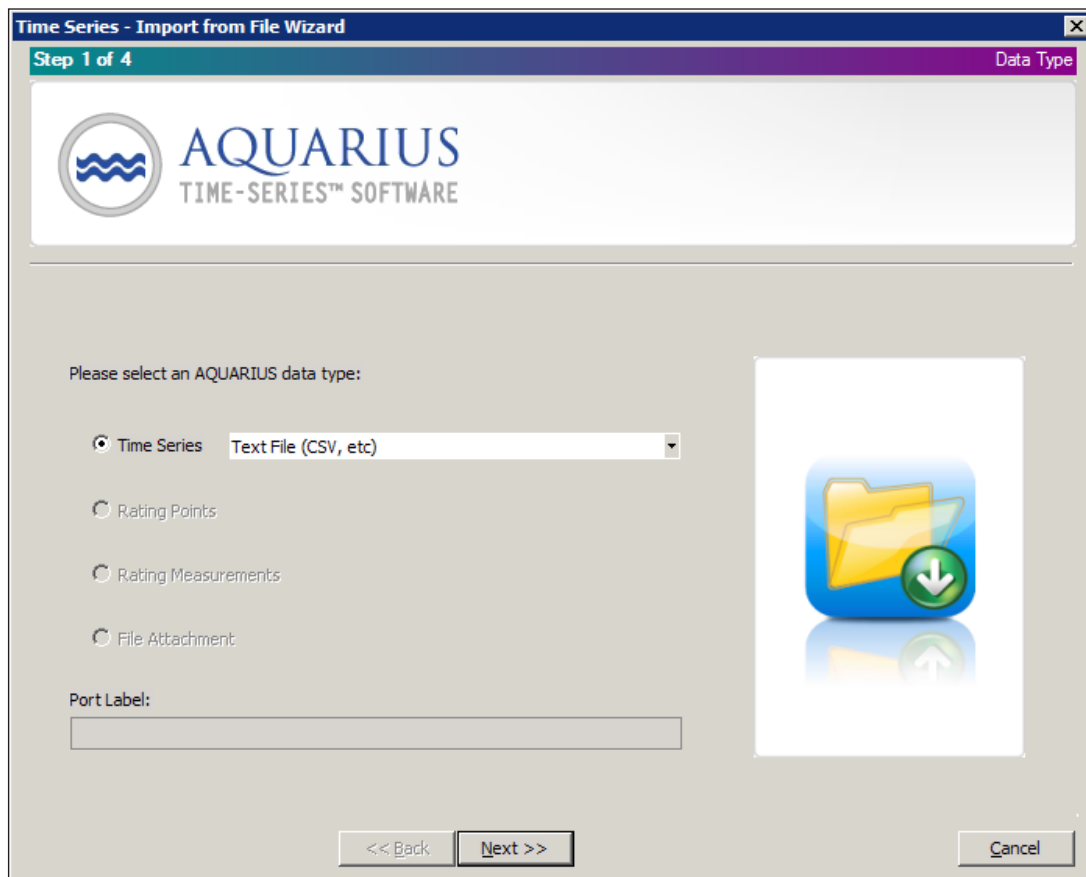 Time Series - Import from File Wizard
Step 1 of 4 Data Type
AQUARIUS
TIME-SERIES™ SOFTWARE
Please select an AQUARIUS data type:
Time Series Text File (CSV, etc)
Rating Points
Rating Measurements
File Attachment
Port Label:
<< Back Next >> Cancel